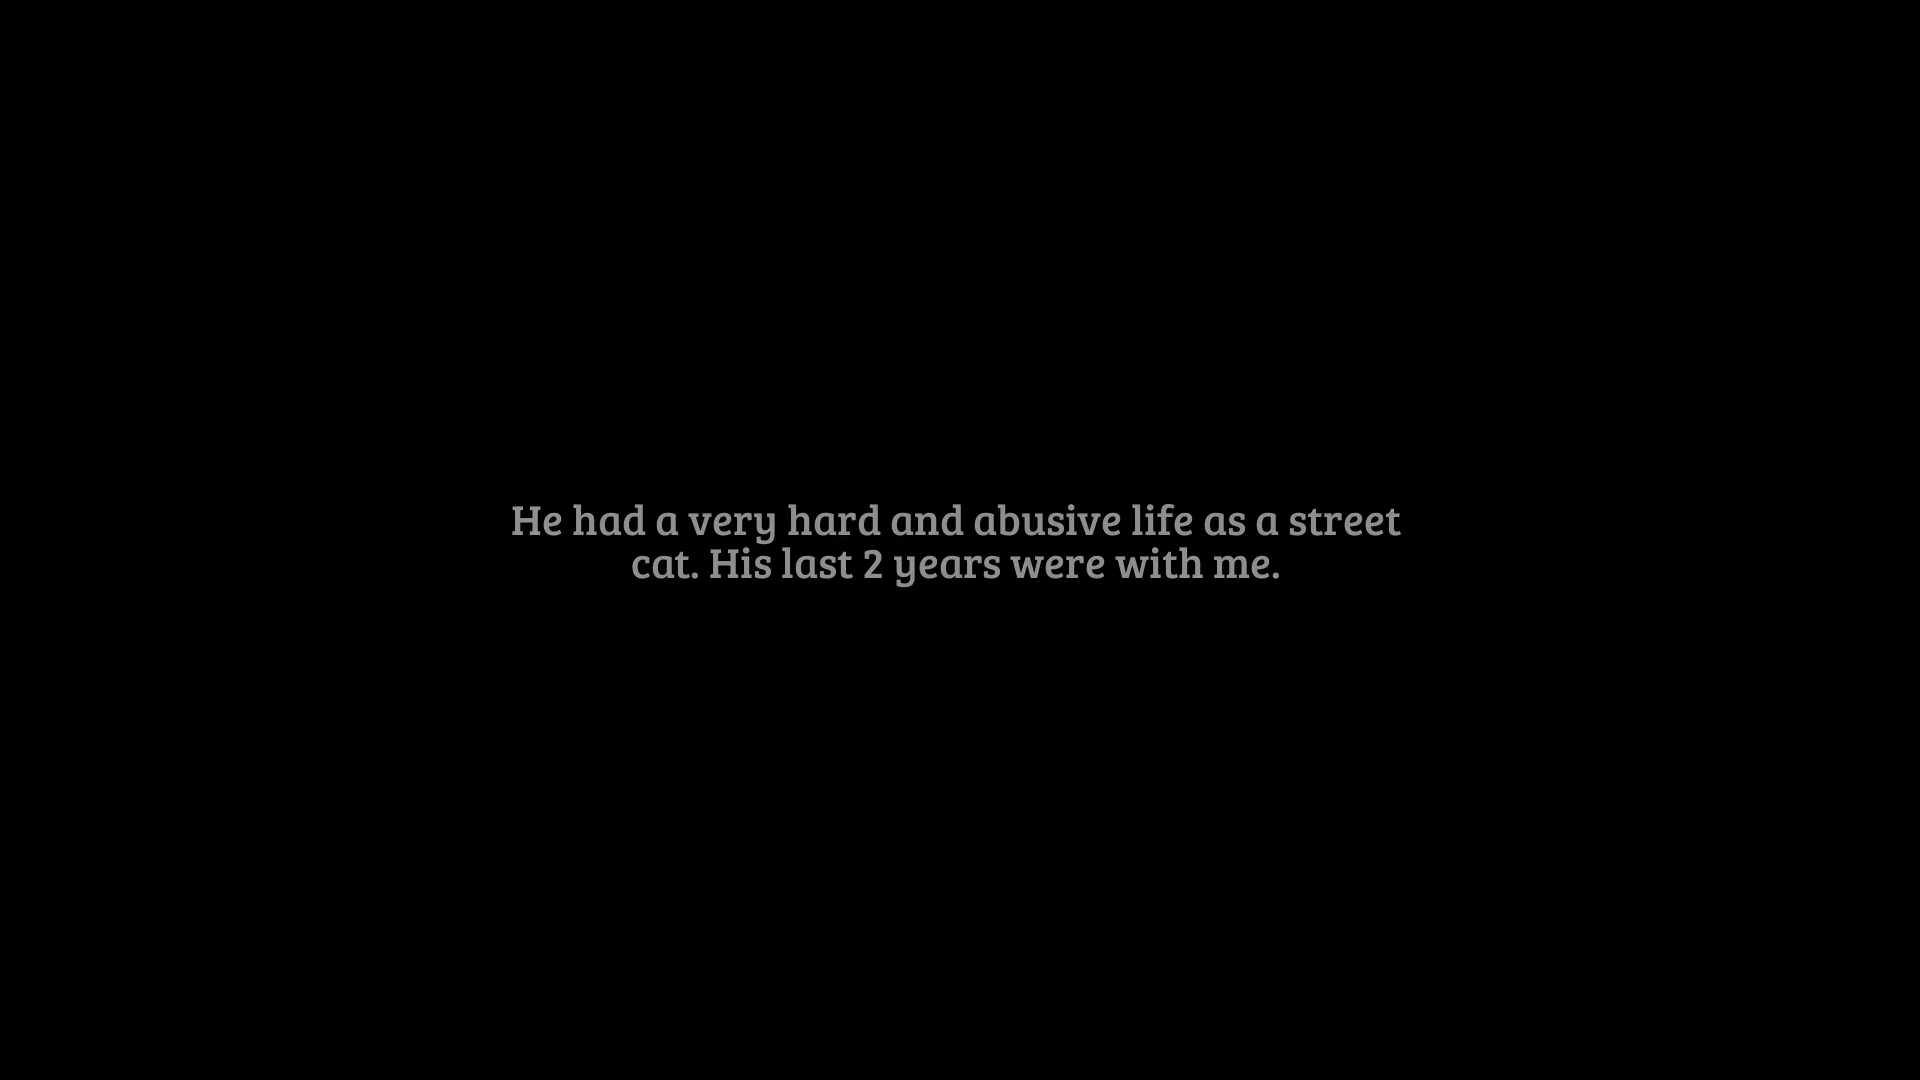 He had a very hard and abusive life as a street
cat. His last 2 years were with me.